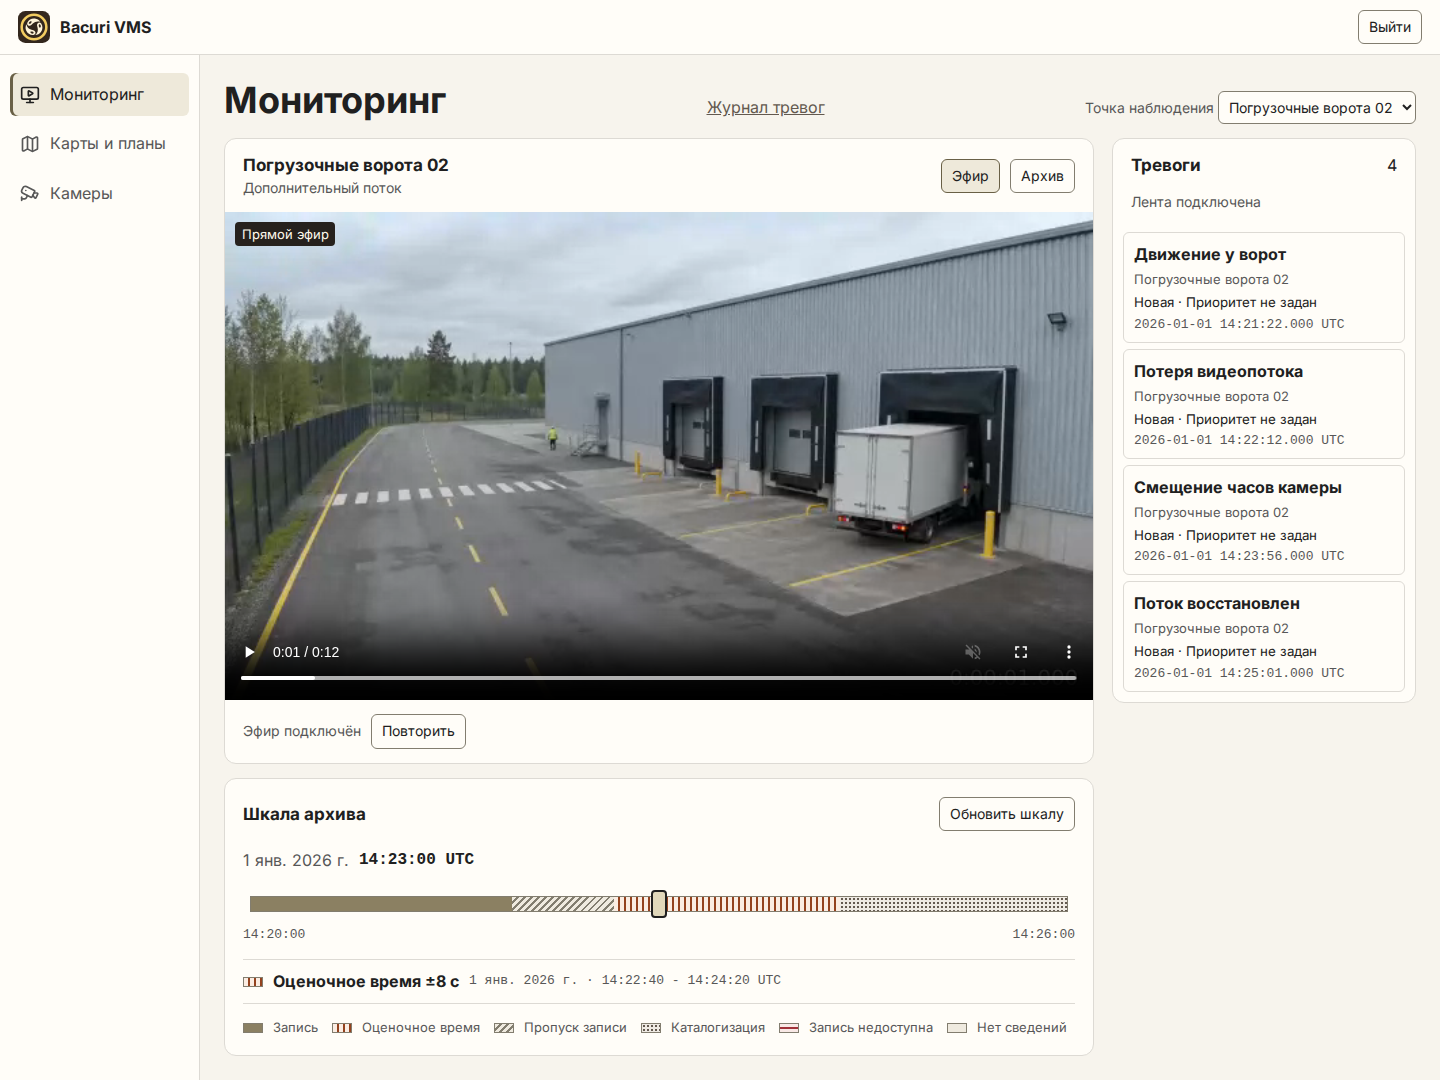 Bacuri VMS
Выйти
Мониторинг
Карты и планы
Камеры
Мониторинг
Журнал тревог
Точка наблюдения
Погрузочные ворота 02
Погрузочные ворота 02
Дополнительный поток
Эфир
Архив
Прямой эфир
0:01 / 0:12
Эфир подключён
Повторить
Тревоги
4
Лента подключена
Движение у ворот
Погрузочные ворота 02
Новая · Приоритет не задан
2026-01-01 14:21:22.000 UTC
Потеря видеопотока
Погрузочные ворота 02
Новая · Приоритет не задан
2026-01-01 14:22:12.000 UTC
Смещение часов камеры
Погрузочные ворота 02
Новая · Приоритет не задан
2026-01-01 14:23:56.000 UTC
Поток восстановлен
Погрузочные ворота 02
Новая · Приоритет не задан
2026-01-01 14:25:01.000 UTC
Шкала архива
Обновить шкалу
1 янв. 2026 г. 14:23:00 UTC
14:20:00
14:26:00
Оценочное время ±8 с 1 янв. 2026 г. · 14:22:40 - 14:24:20 UTC
Запись
Оценочное время
Пропуск записи
Каталогизация
Запись недоступна
Нет сведений